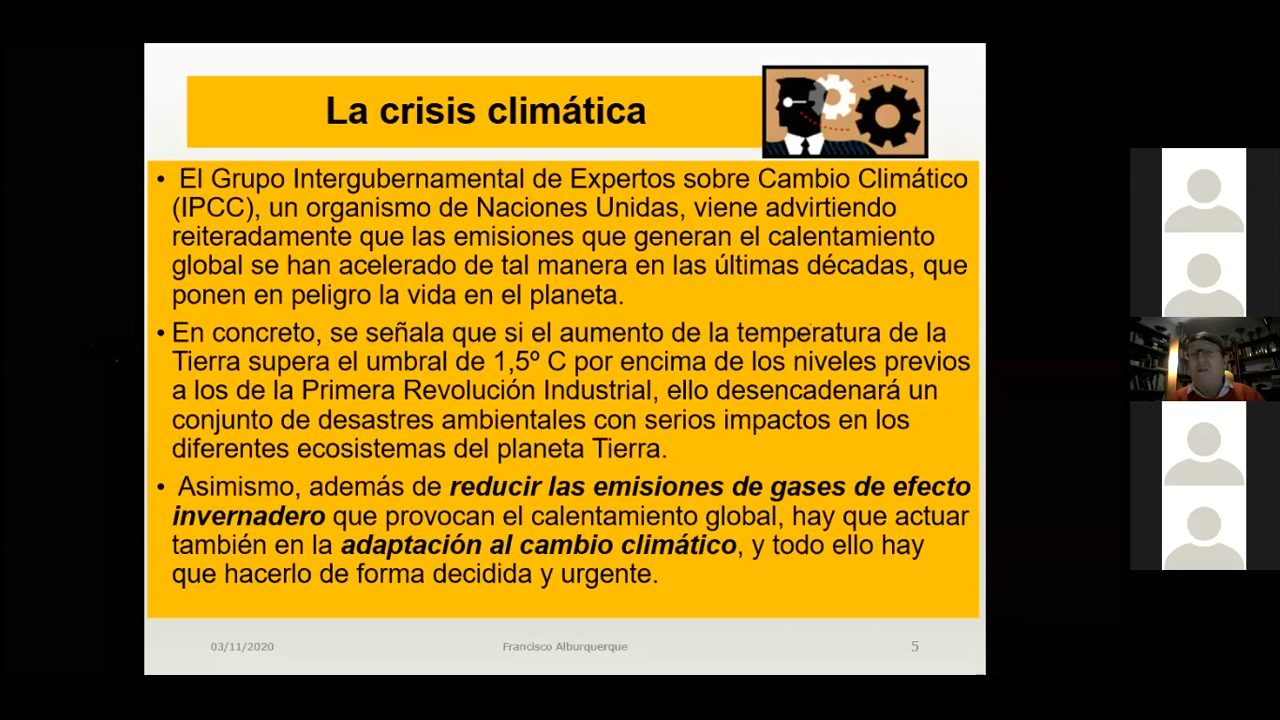 La crisis climática
• El Grupo Intergubernamental de Expertos sobre Cambio Climático
(IPCC), un organismo de Naciones Unidas, viene advirtiendo
reiteradamente que las emisiones que generan el calentamiento
global se han acelerado de tal manera en las últimas décadas, que
ponen en peligro la vida en el planeta.
• En concreto, se señala que si el aumento de la temperatura de la
Tierra supera el umbral de 1,5º C por encima de los niveles previos
a los de la Primera Revolución Industrial, ello desencadenará un
conjunto de desastres ambientales con serios impactos en los
diferentes ecosistemas del planeta Tierra.
• Asimismo, además de reducir las emisiones de gases de efecto
invernadero que provocan el calentamiento global, hay que actuar
también en la adaptación al cambio climático, y todo ello hay
que hacerlo de forma decidida y urgente.
03/11/2020
Francisco Alburquerque
5